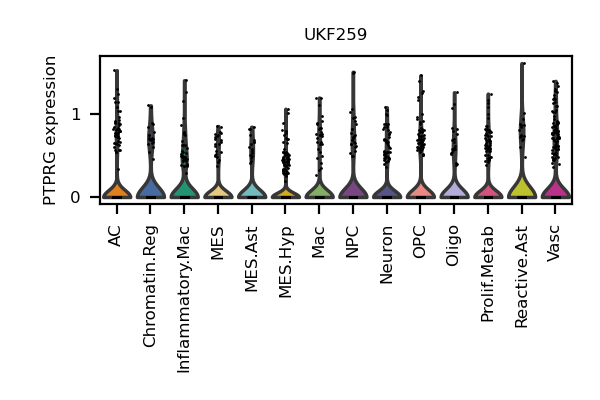 UKF259
PTPRG expression
1
0
AC
Chromatin.Reg
Inflammatory.Mac
MES
MES.Ast
MES.Hyp
Mac
NPC
Neuron
OPC
Oligo
Prolif.Metab
Reactive.Ast
Vasc